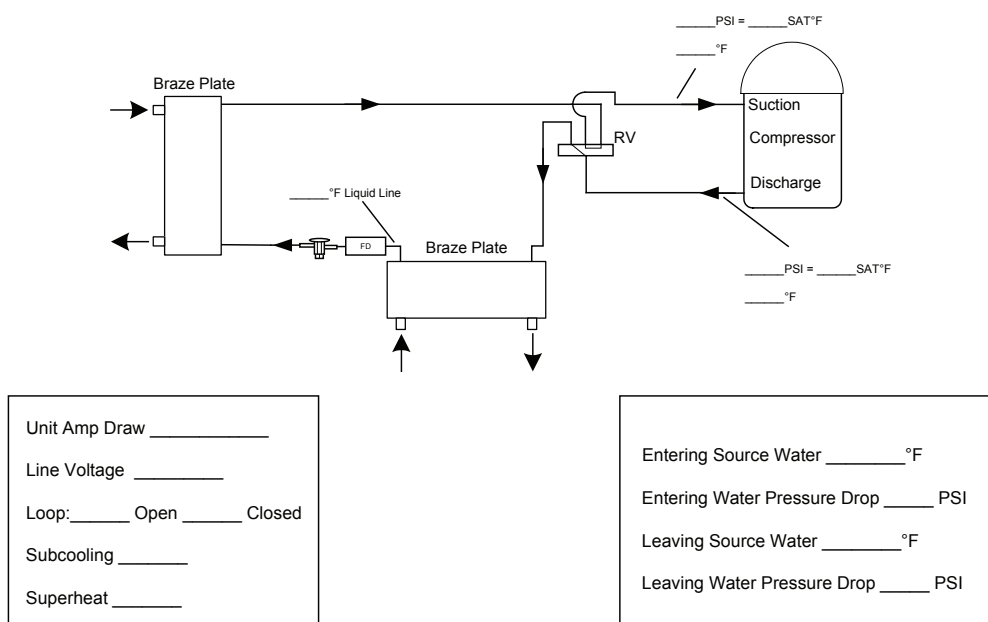 _____PSI = _____SAT°F
_____°F
Braze Plate
Suction
RV
Compressor
Discharge
_____°F Liquid Line
FD
Braze Plate
_____PSI = _____SAT°F
_____°F
Unit Amp Draw ____________
Line Voltage _________
Loop:______ Open ______ Closed
Subcooling _______
Superheat _______
Entering Source Water ________°F
Entering Water Pressure Drop _____ PSI
Leaving Source Water ________°F
Leaving Water Pressure Drop _____ PSI